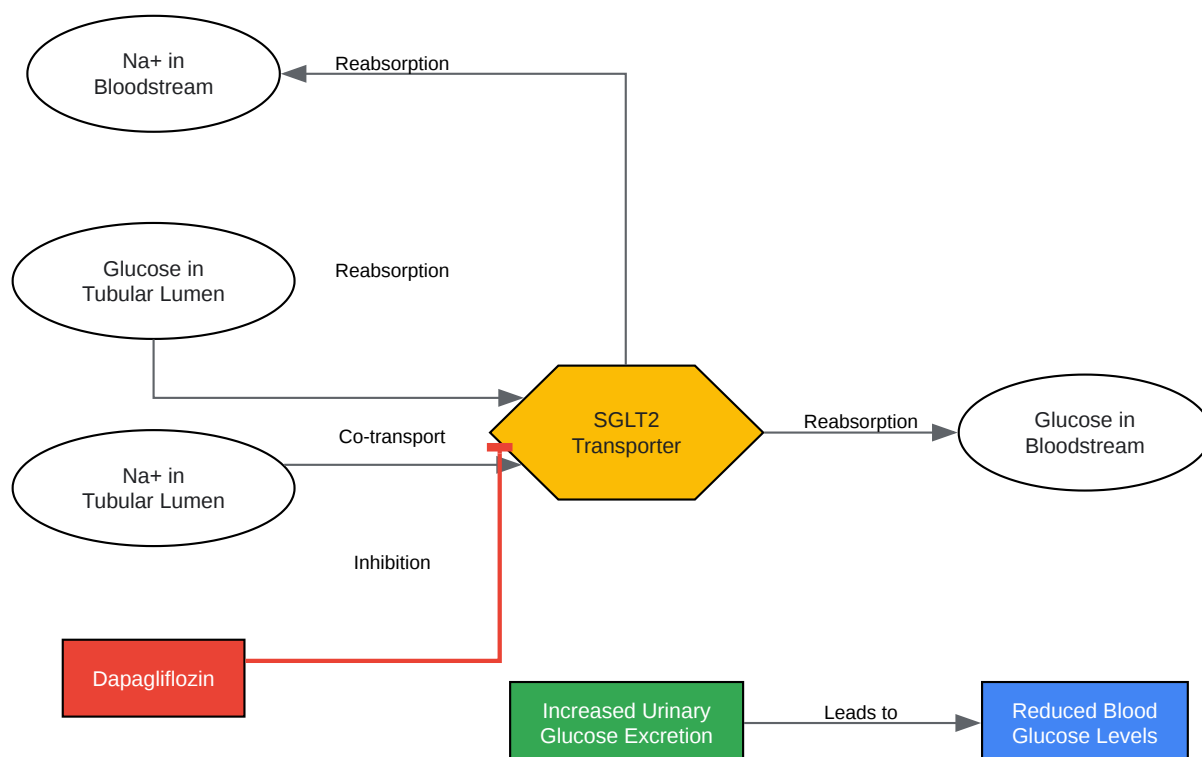 Na+ in
Bloodstream
Reabsorption
Glucose in
Tubular Lumen
Reabsorption
SGLT2
Transporter
Reabsorption
Glucose in
Bloodstream
Co-transport
Na+ in
Tubular Lumen
Inhibition
Dapagliflozin
Increased Urinary
Glucose Excretion
Leads to
Reduced Blood
Glucose Levels